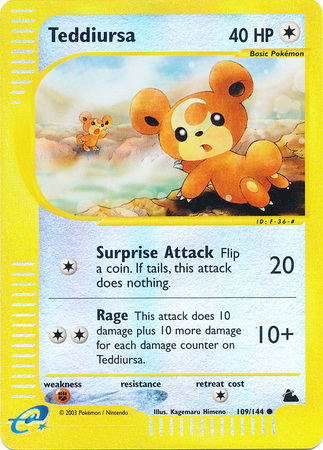 Teddiursa 40 HP
Basic Pokémon
ID: F-36-#
Surprise Attack Flip
a coin. If tails, this attack
does nothing.
20
Rage This attack does 10
damage plus 10 more damage
for each damage counter on
Teddiursa.
10+
weakness resistance retreat cost
e
© 2003 Pokémon / Nintendo Illus. Kagemaru Himeno 109/144